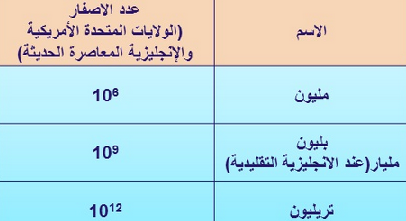 الاسم
عدد الاصفار
(الولايات المتحدة الأمريكية
والإنجليزية المعاصرة الحديثة)
مليون
10⁶
بليون
مليار(عند الانجليزية التقليدية)
10⁹
تريليون
10¹²